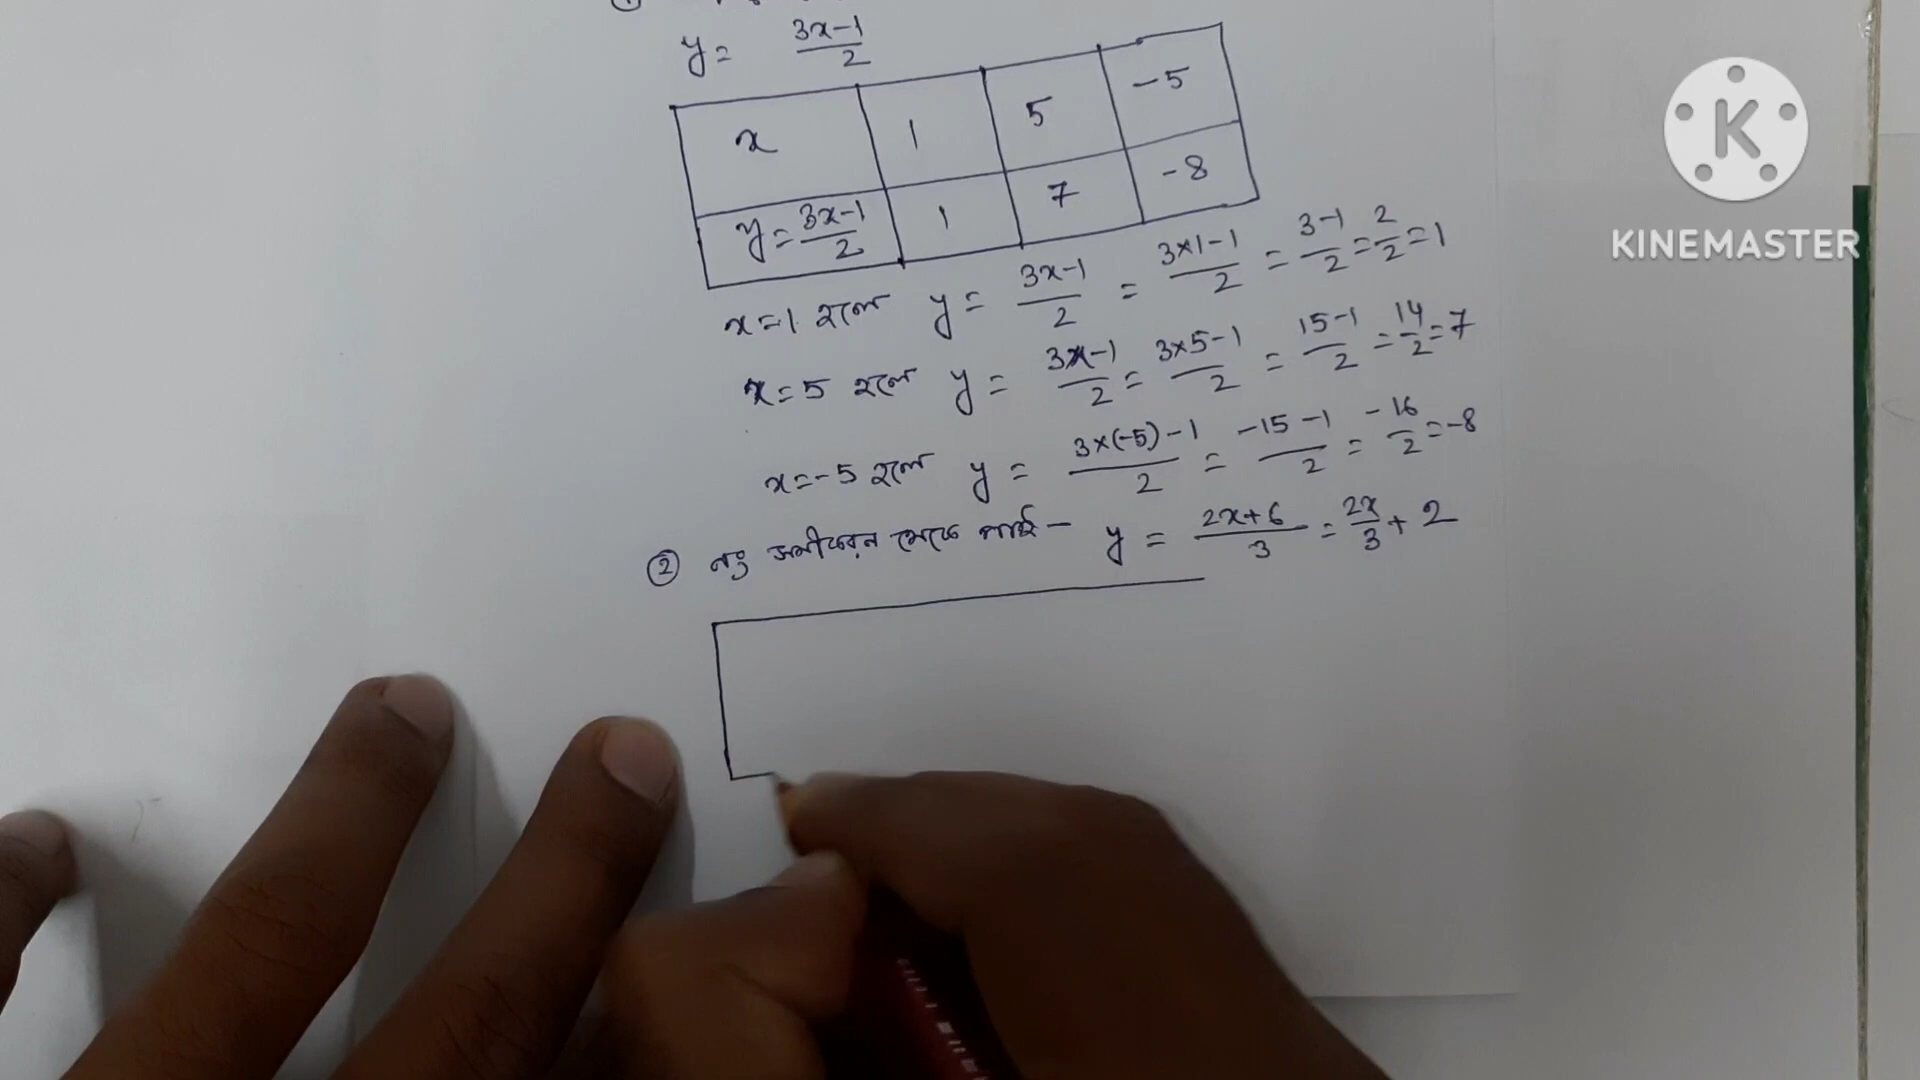 y = 3x-1/2
x 1 5 -5
y = 3x-1/2 1 7 -8
x=1 হলে y = 3x-1/2 = 3×1-1/2 = 3-1/2 = 2/2 = 1
x=5 হলে y = 3x-1/2 = 3×5-1/2 = 15-1/2 = 14/2 = 7
x=-5 হলে y = 3×(-5)-1/2 = -15-1/2 = -16/2 = -8
② নং সমীকরন থেকে পাই- y = 2x+6/3 = 2x/3 + 2
K
KINEMASTER